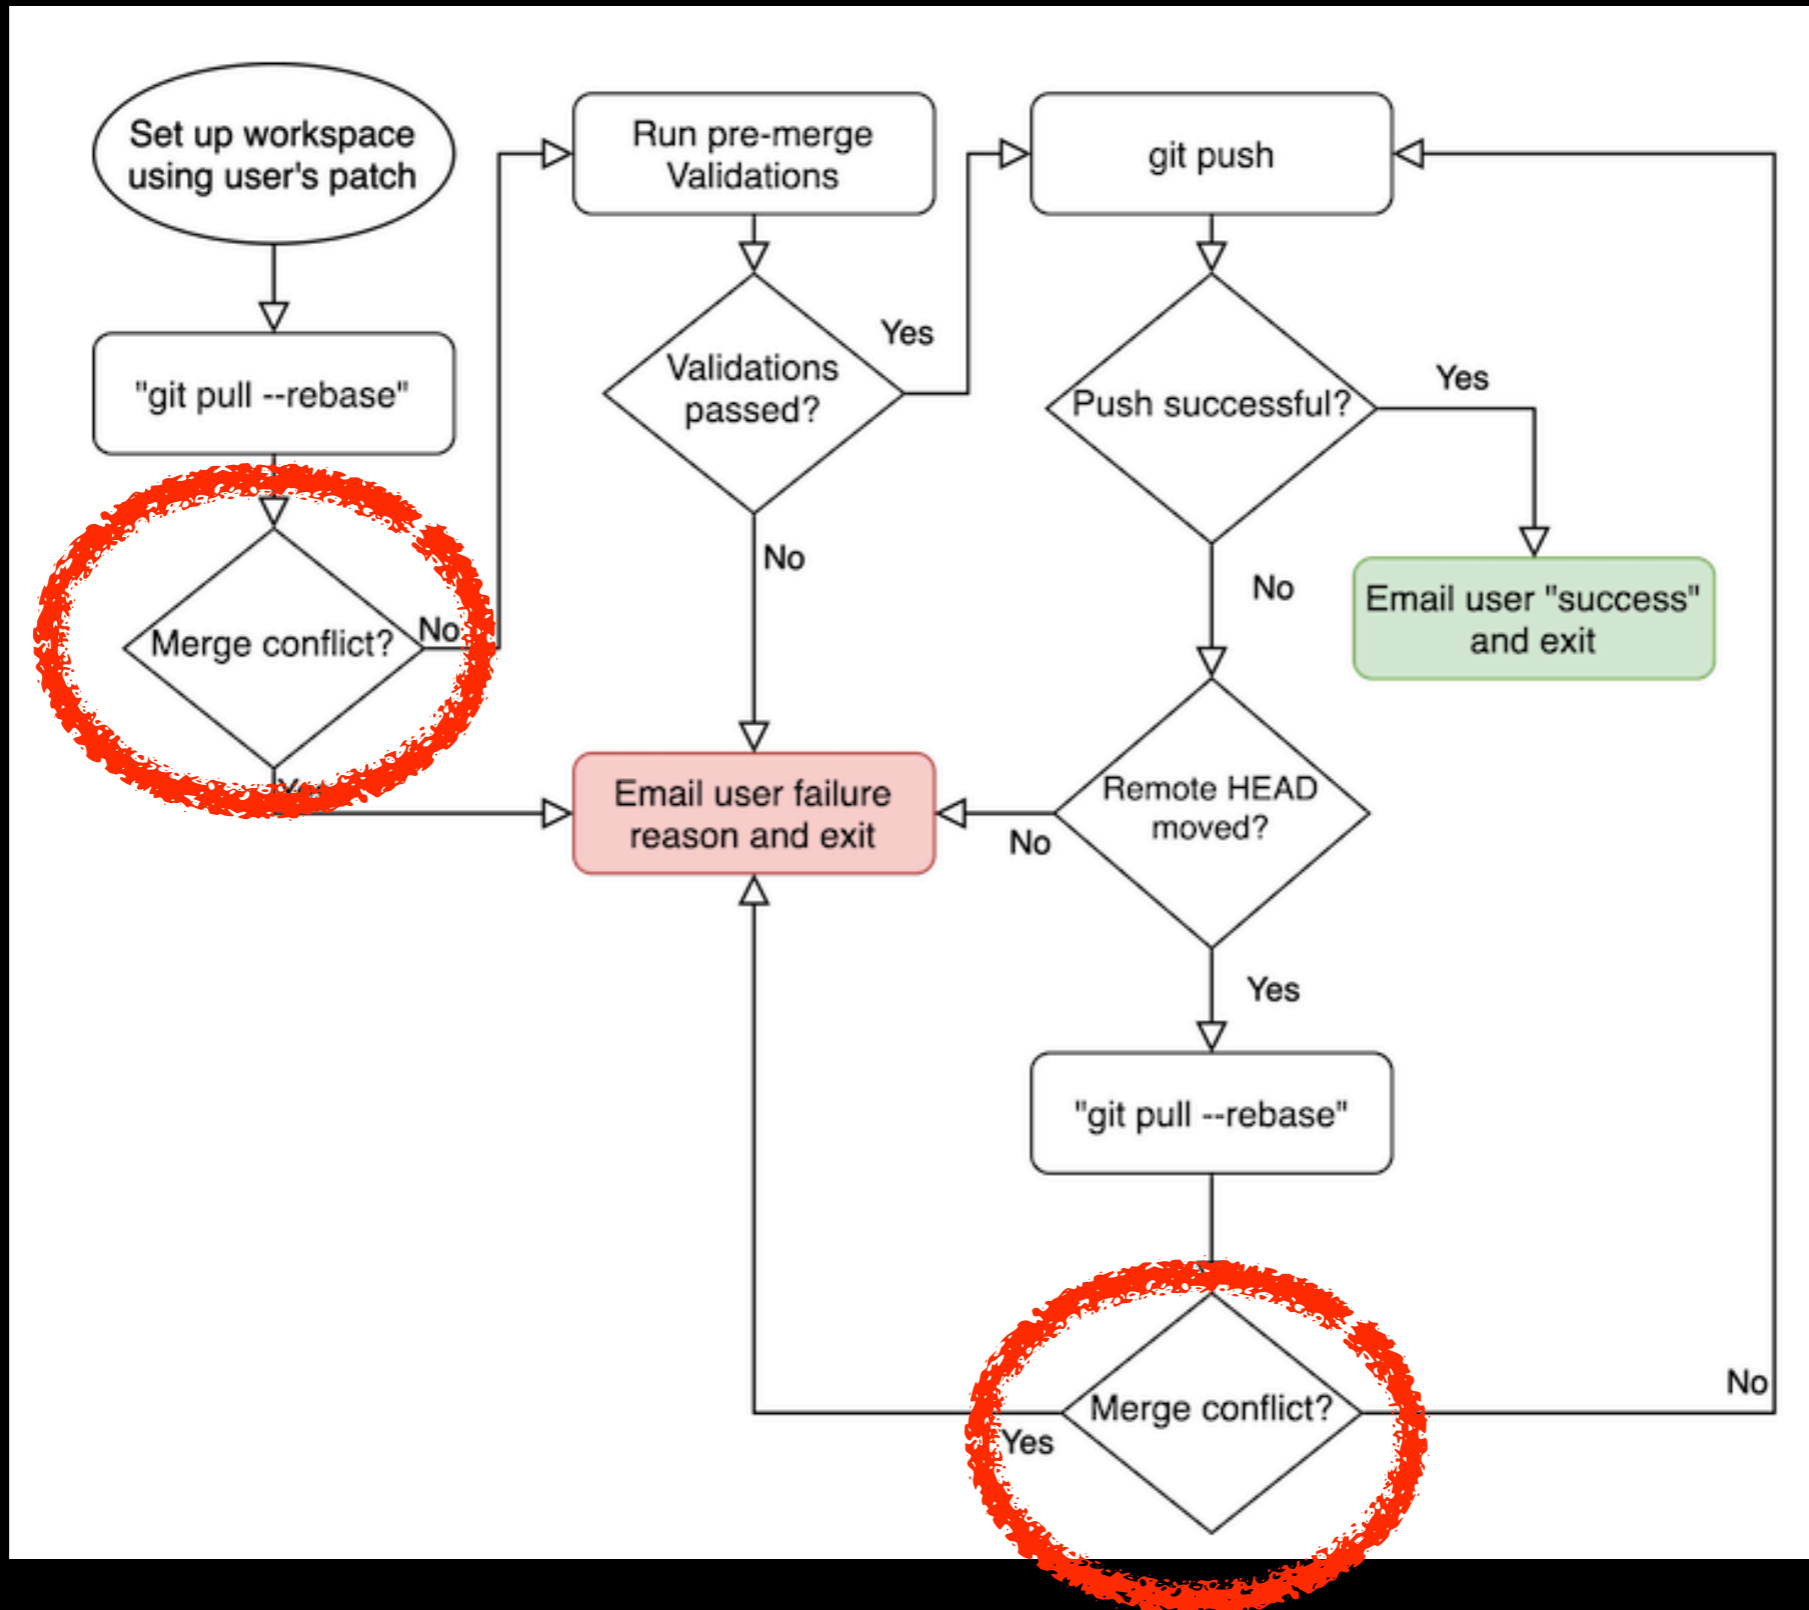 Set up workspace
using user's patch
"git pull --rebase"
Merge conflict?
No
Yes
Run pre-merge
Validations
Validations
passed?
Yes
No
Email user failure
reason and exit
git push
Push successful?
Yes
No
Email user "success"
and exit
Remote HEAD
moved?
No
Yes
"git pull --rebase"
Merge conflict?
Yes
No